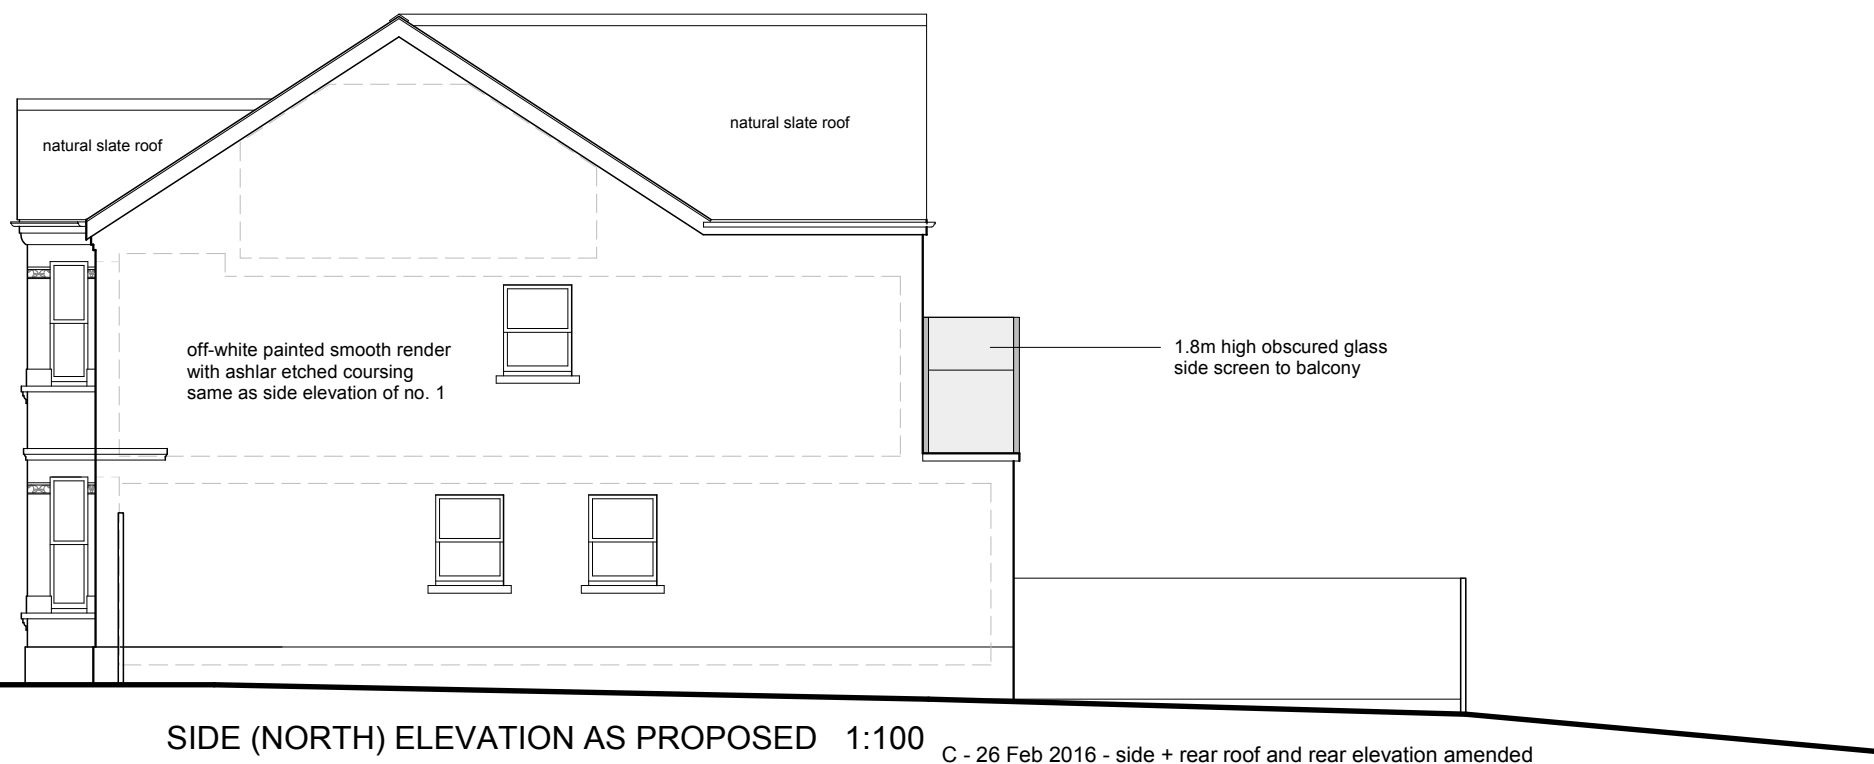 natural slate roof
natural slate roof
off-white painted smooth render
with ashlar etched coursing
same as side elevation of no. 1
1.8m high obscured glass
side screen to balcony
SIDE (NORTH) ELEVATION AS PROPOSED 1:100
C - 26 Feb 2016 - side + rear roof and rear elevation amended